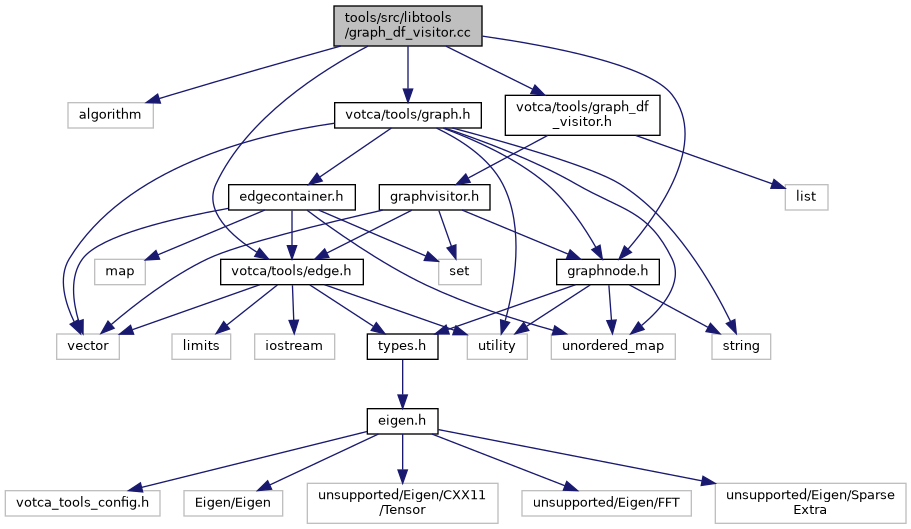 tools/src/libtools
/graph_df_visitor.cc
algorithm
votca/tools/graph.h
votca/tools/graph_df
_visitor.h
edgecontainer.h
graphvisitor.h
list
map
votca/tools/edge.h
set
graphnode.h
vector
limits
iostream
types.h
utility
unordered_map
string
eigen.h
votca_tools_config.h
Eigen/Eigen
unsupported/Eigen/CXX11
/Tensor
unsupported/Eigen/FFT
unsupported/Eigen/Sparse
Extra